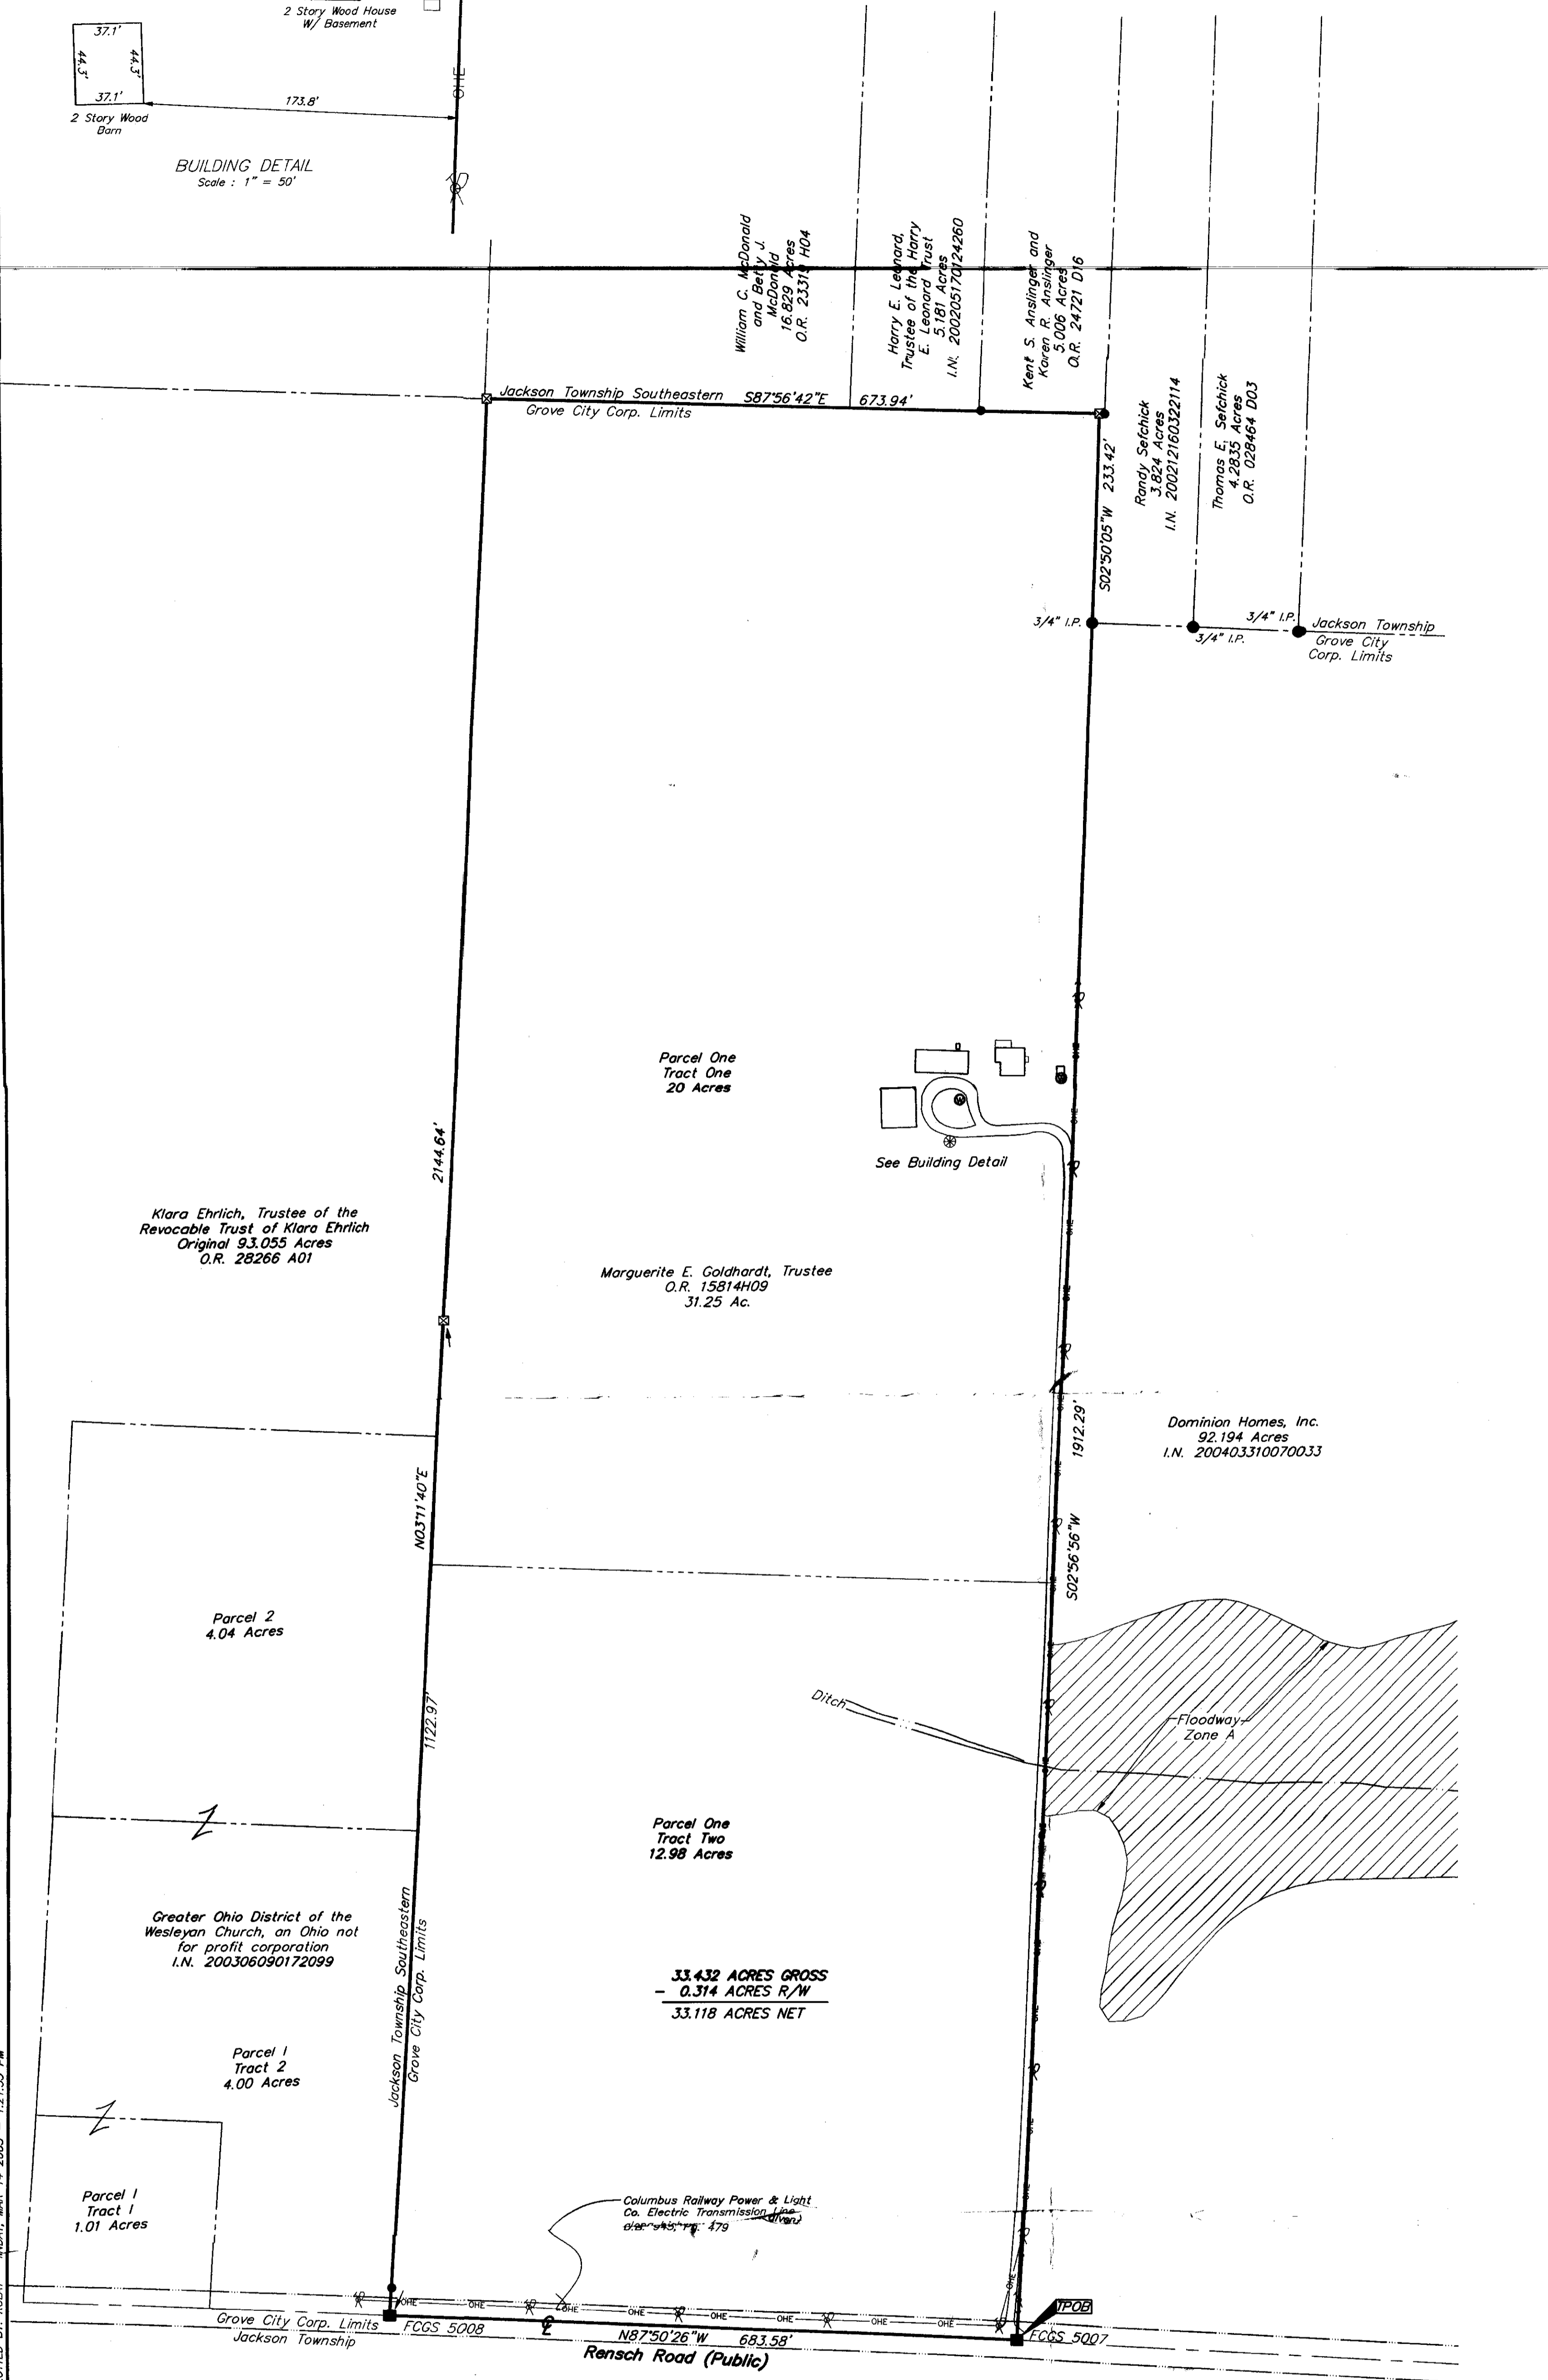 2 Story Wood House
W/ Basement
37.1'
44.3'
44.3'
37.1'
173.8'
2 Story Wood
Barn
BUILDING DETAIL
Scale : 1" = 50'
OHE
William C. McDonald
and Betty J.
McDonald
16.829 Acres
O.R. 23319 H04
Harry E. Leonard,
Trustee of the Harry
E. Leonard Trust
5.181 Acres
I.N. 200205170124260
Kent S. Anslinger and
Karen R. Anslinger
5.006 Acres
O.R. 24721 D16
Jackson Township Southeastern S87°56'42"E 673.94'
Grove City Corp. Limits
Randy Sefchick
3.824 Acres
I.N. 200212160322114
Thomas E. Sefchick
4.2835 Acres
O.R. 028464 D03
S02°50'05"W 233.42'
3/4" I.P.
3/4" I.P.
3/4" I.P.
Jackson Township
Grove City
Corp. Limits
Parcel One
Tract One
20 Acres
W
See Building Detail
2144.64'
Klara Ehrlich, Trustee of the
Revocable Trust of Klara Ehrlich
Original 93.055 Acres
O.R. 28266 A01
Marguerite E. Goldhardt, Trustee
O.R. 15814H09
31.25 Ac.
Dominion Homes, Inc.
92.194 Acres
I.N. 200403310070033
1912.29'
S02°56'56"W
N03°11'40"E
Parcel 2
4.04 Acres
1122.97'
Ditch
Floodway
Zone A
Parcel One
Tract Two
12.98 Acres
Greater Ohio District of the
Wesleyan Church, an Ohio not
for profit corporation
I.N. 200306090172099
Jackson Township Southeastern
Grove City Corp. Limits
33.432 ACRES GROSS
- 0.314 ACRES R/W
33.118 ACRES NET
Parcel 1
Tract 2
4.00 Acres
Parcel 1
Tract 1
1.01 Acres
Columbus Railway Power & Light
Co. Electric Transmission Line
479
TPOB
OHE OHE OHE OHE OHE OHE OHE OHE
Grove City Corp. Limits FCGS 5008
Jackson Township
N87°50'26"W 683.58'
FCGS 5007
Rensch Road (Public)